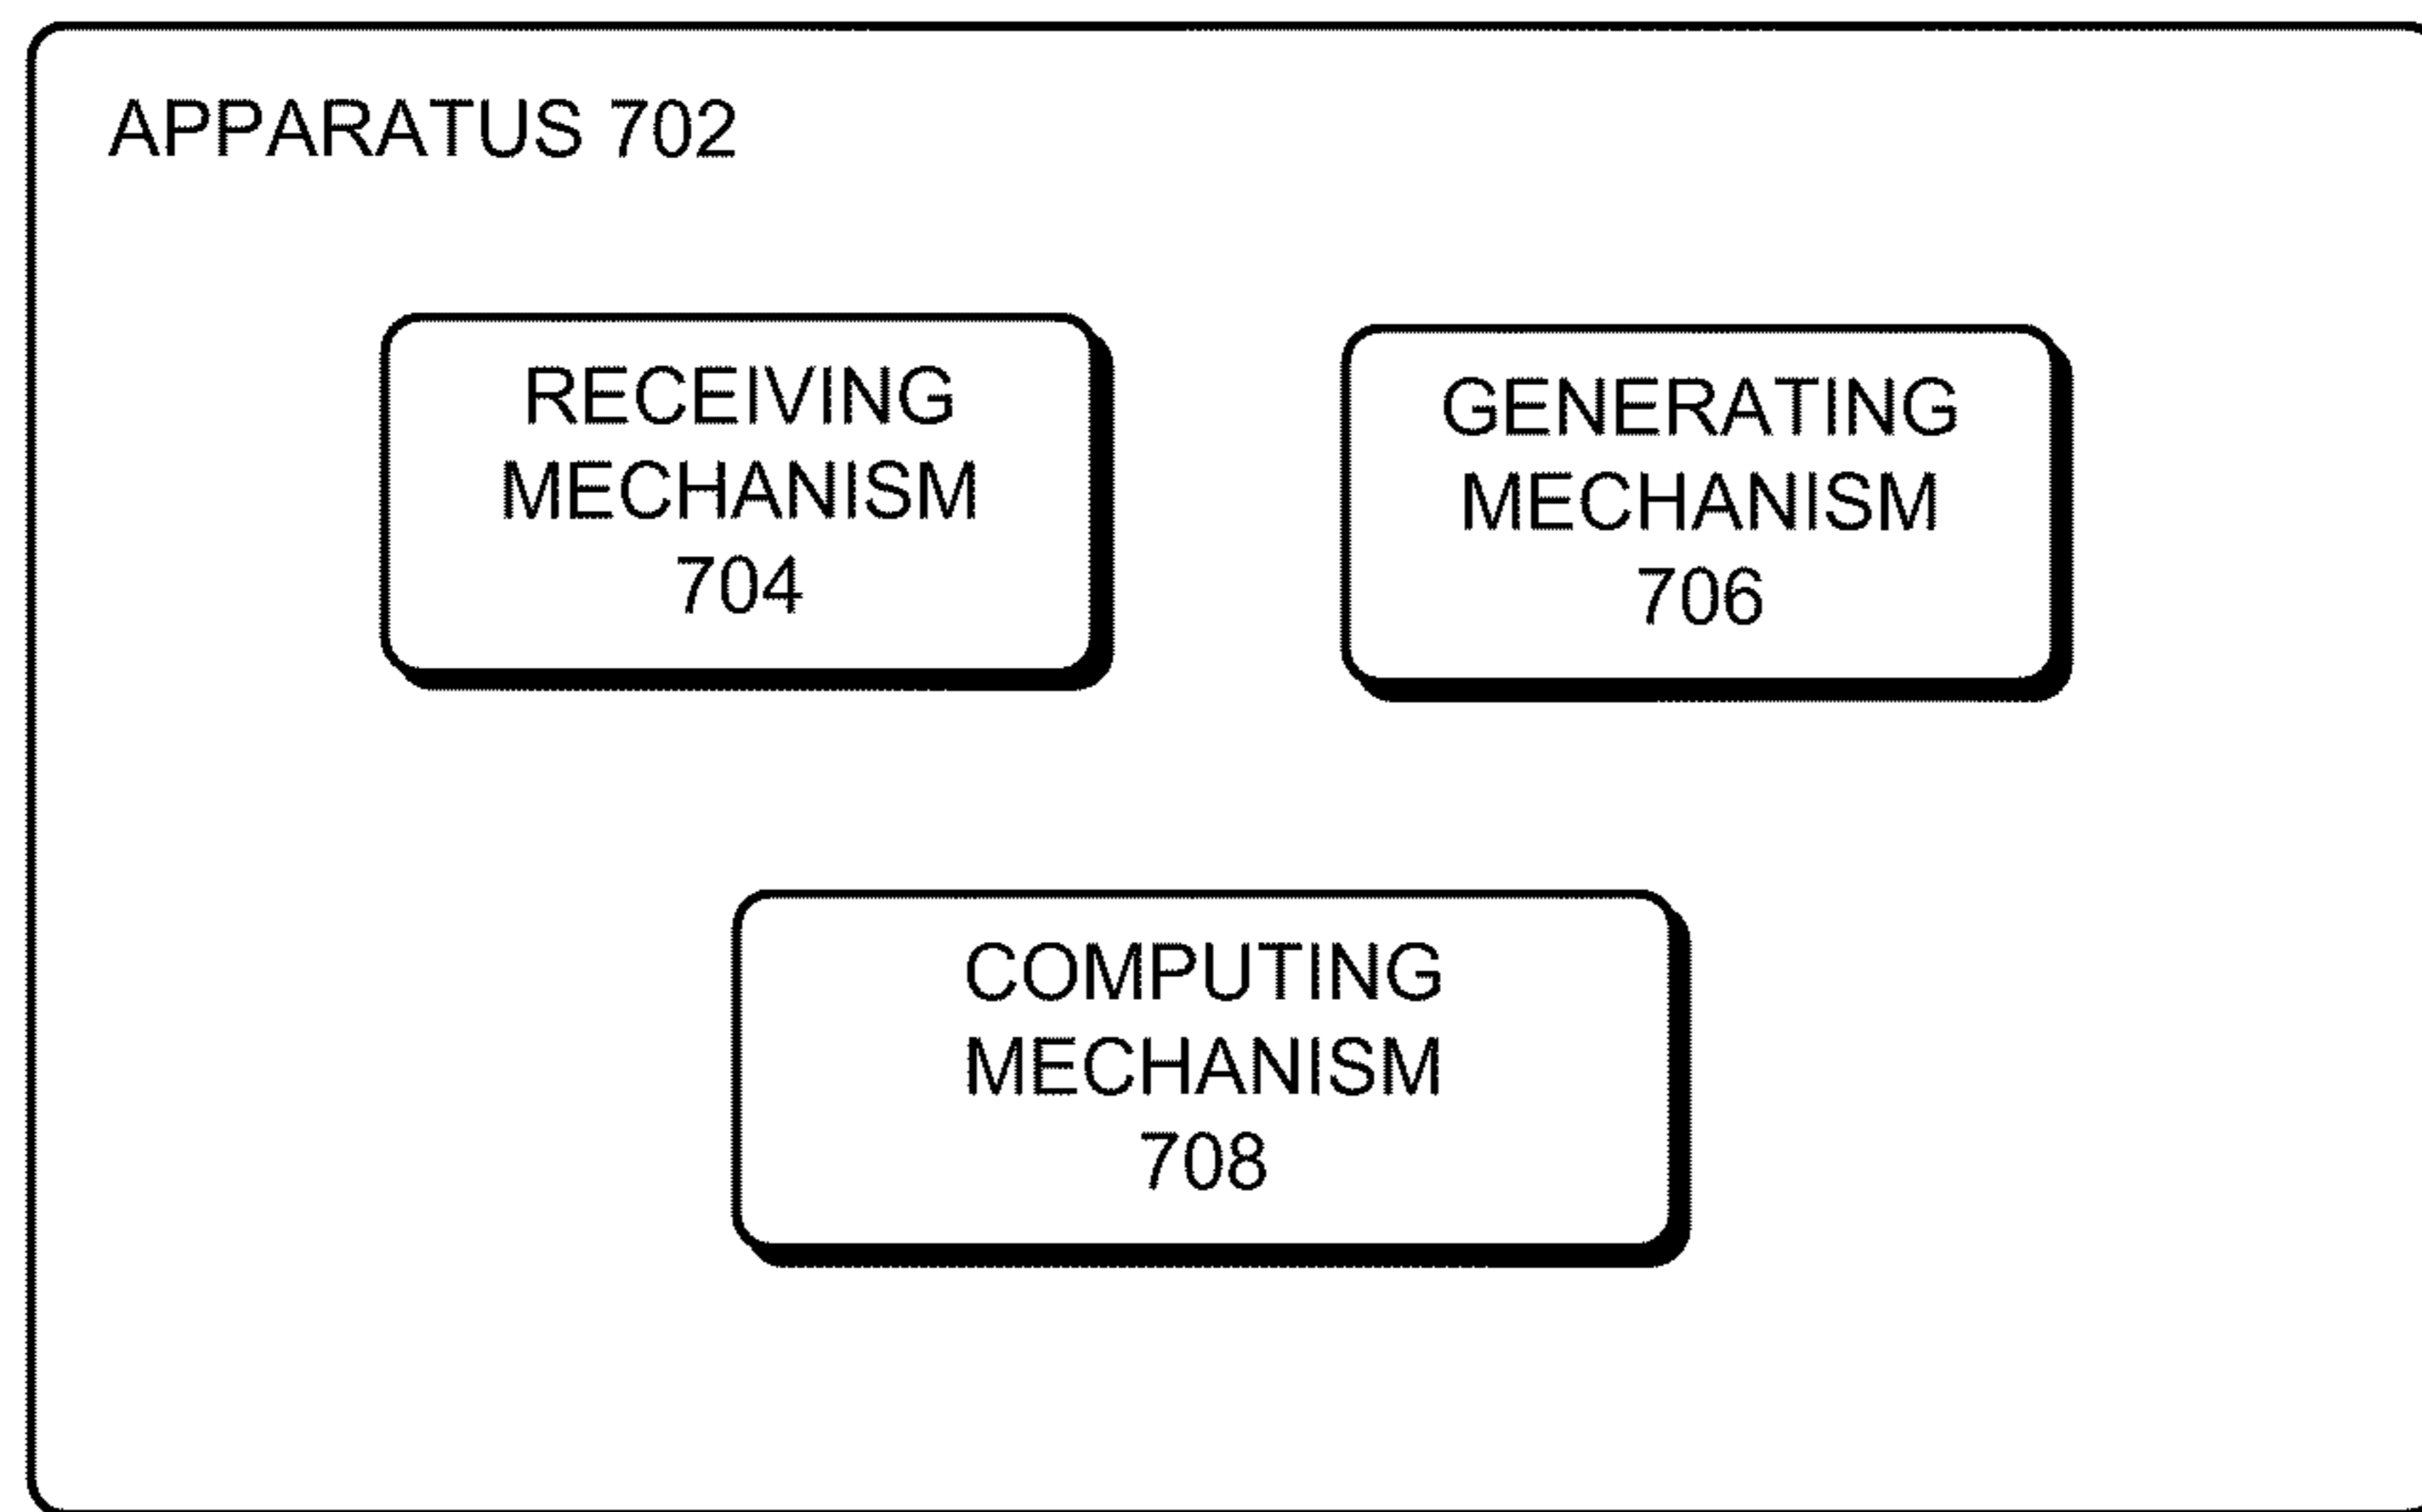 APPARATUS 702
RECEIVING
MECHANISM
704
GENERATING
MECHANISM
706
COMPUTING
MECHANISM
708